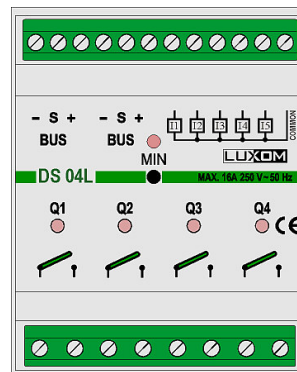 − S + − S +
BUS BUS
I1 I2 I3 I4 I5
COMMON
MIN
LUXOM
DS 04L
MAX. 16A 250 V~50 Hz
Q1 Q2 Q3 Q4
CE